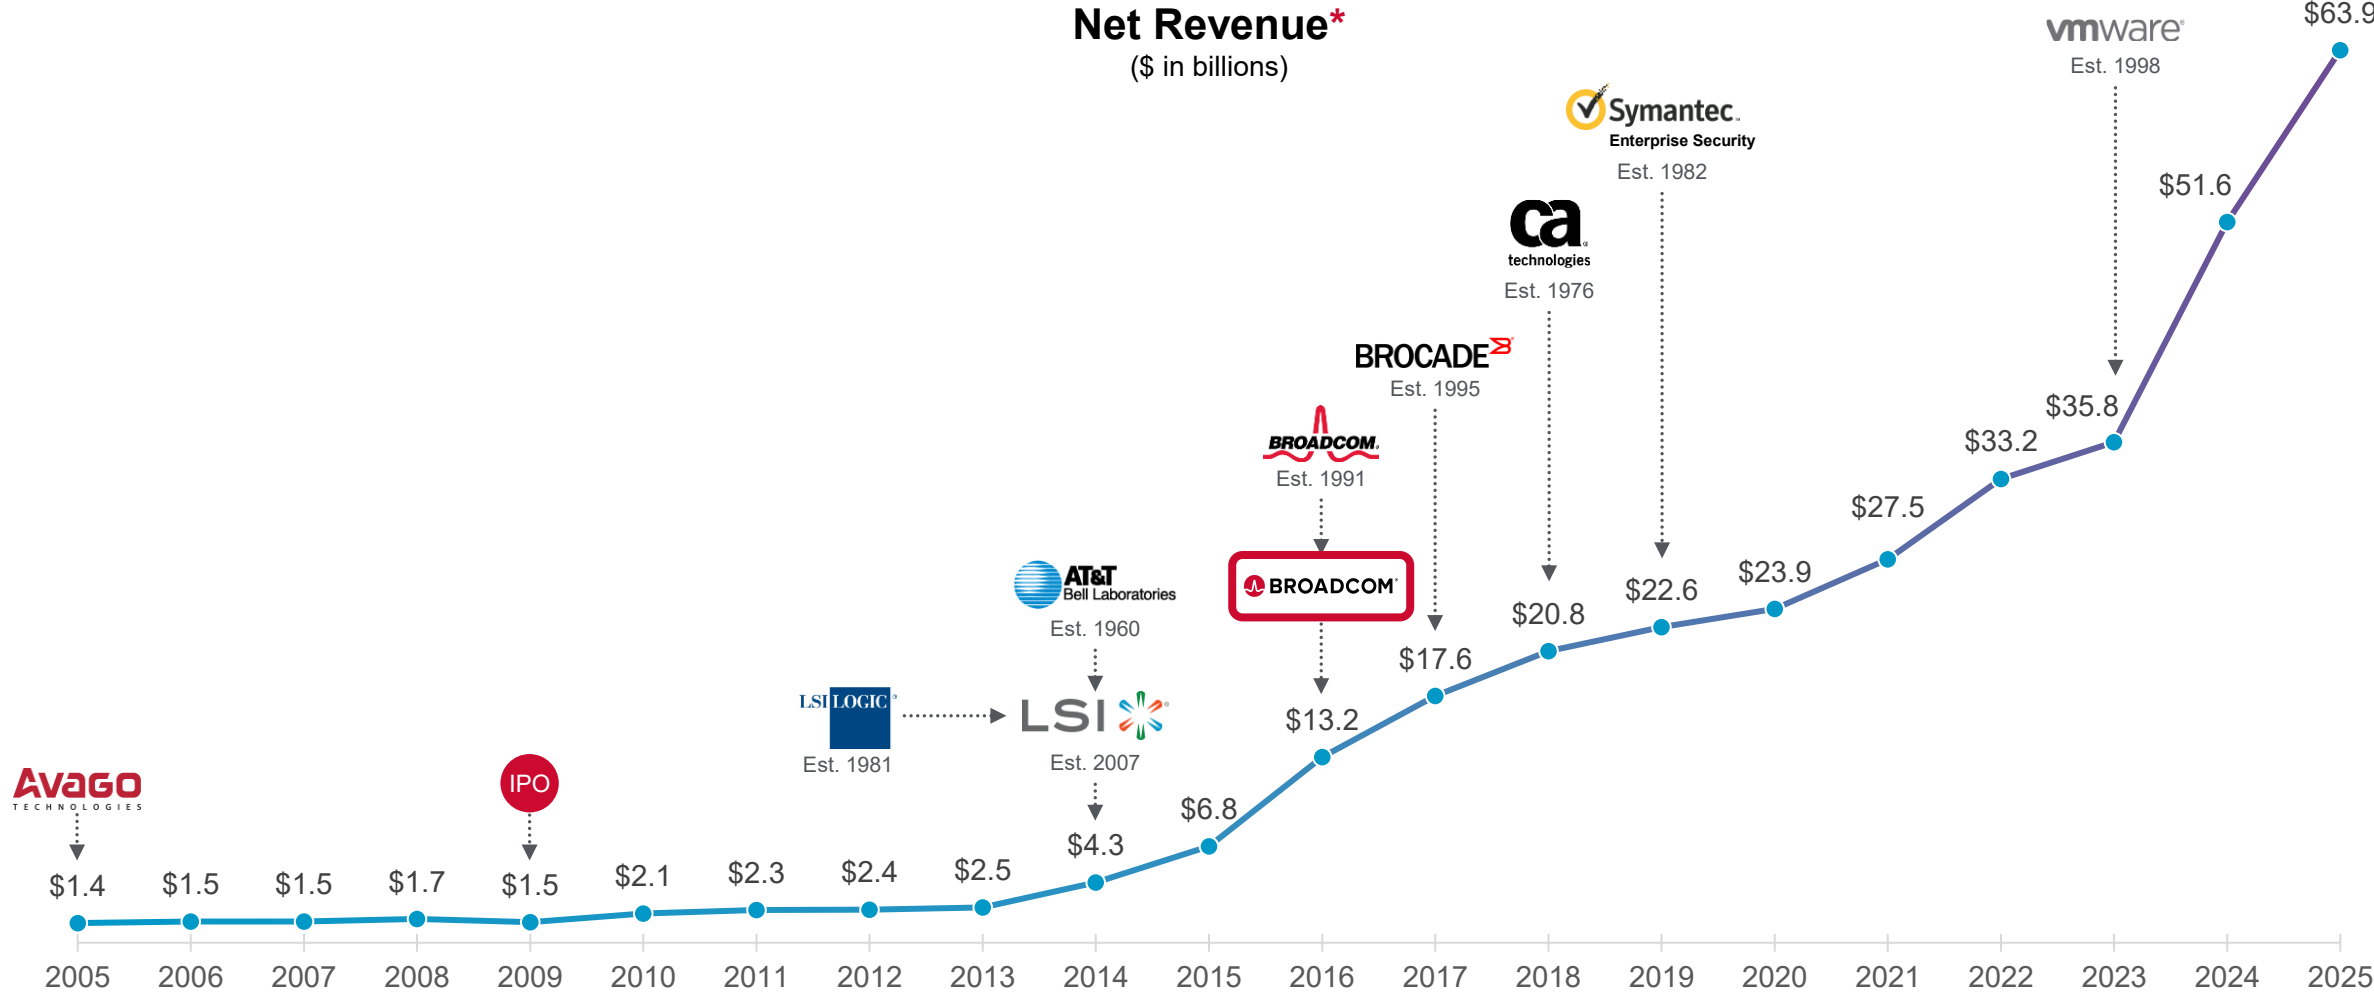 Net Revenue*
($ in billions)
$63.9
vmware®
Est. 1998
Symantec™
Enterprise Security
Est. 1982
$51.6
ca
technologies
Est. 1976
BROCADE
Est. 1995
BROADCOM
Est. 1991
$35.8
$33.2
$27.5
AT&T
Bell Laboratories
Est. 1960
BROADCOM
$23.9
$22.6
$20.8
$17.6
LSI LOGIC
Est. 1981
LSI
Est. 2007
$13.2
AVAGO
TECHNOLOGIES
IPO
$6.8
$4.3
$1.4 $1.5 $1.5 $1.7 $1.5 $2.1 $2.3 $2.4 $2.5
2005 2006 2007 2008 2009 2010 2011 2012 2013 2014 2015 2016 2017 2018 2019 2020 2021 2022 2023 2024 2025